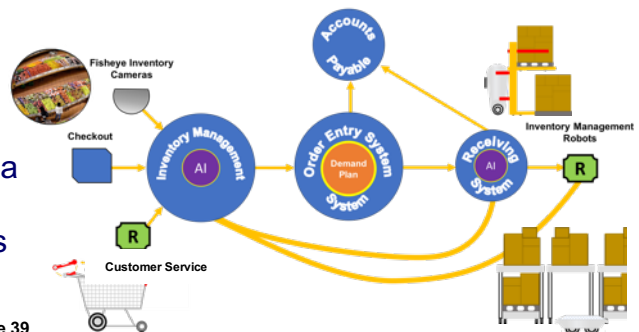 Fisheye Inventory
Cameras
Accounts
Payable
Checkout
Inventory Management
AI
Order Entry System
Demand
Plan
System
Receiving
AI
System
Inventory Management
Robots
R
R
Customer Service
a
s
e 39